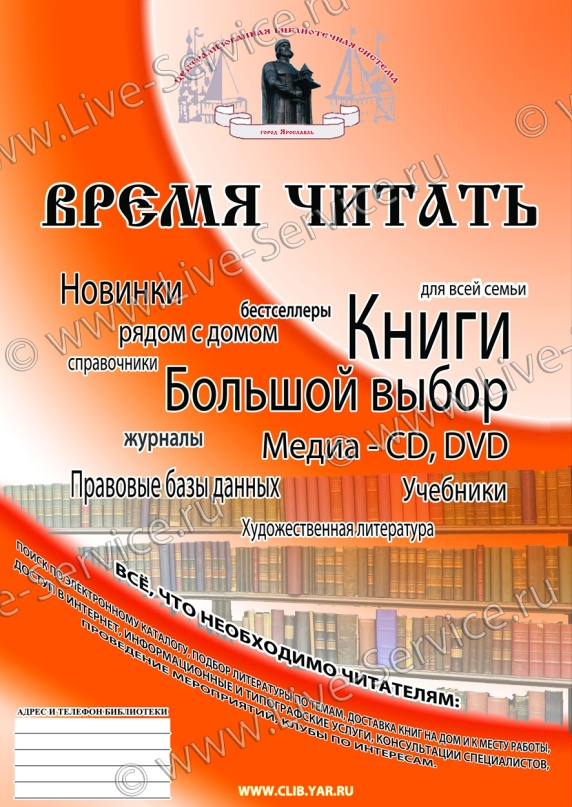 ЦЕНТРАЛИЗОВАННАЯ БИБЛИОТЕЧНАЯ СИСТЕМА
ГОРОД ЯРОСЛАВЛЬ
ВРЕМЯ ЧИТАТЬ
Новинки
для всей семьи
бестселлеры
рядом с домом
Книги
справочники
Большой выбор
журналы
Медиа - CD, DVD
Правовые базы данных
Учебники
Художественная литература
ВСЁ, ЧТО НЕОБХОДИМО ЧИТАТЕЛЯМ:
ПОИСК ПО ЭЛЕКТРОННОМУ КАТАЛОГУ, ПОДБОР ЛИТЕРАТУРЫ ПО ТЕМАМ, ДОСТАВКА КНИГ НА ДОМ И К МЕСТУ РАБОТЫ,
ДОСТУП В ИНТЕРНЕТ, ИНФОРМАЦИОННЫЕ И ТИПОГРАФСКИЕ УСЛУГИ, КОНСУЛЬТАЦИИ СПЕЦИАЛИСТОВ,
ПРОВЕДЕНИЕ МЕРОПРИЯТИЙ, КЛУБЫ ПО ИНТЕРЕСАМ.
АДРЕС И ТЕЛЕФОН БИБЛИОТЕКИ
WWW.CLIB.YAR.RU
© www.Live-Service.ru